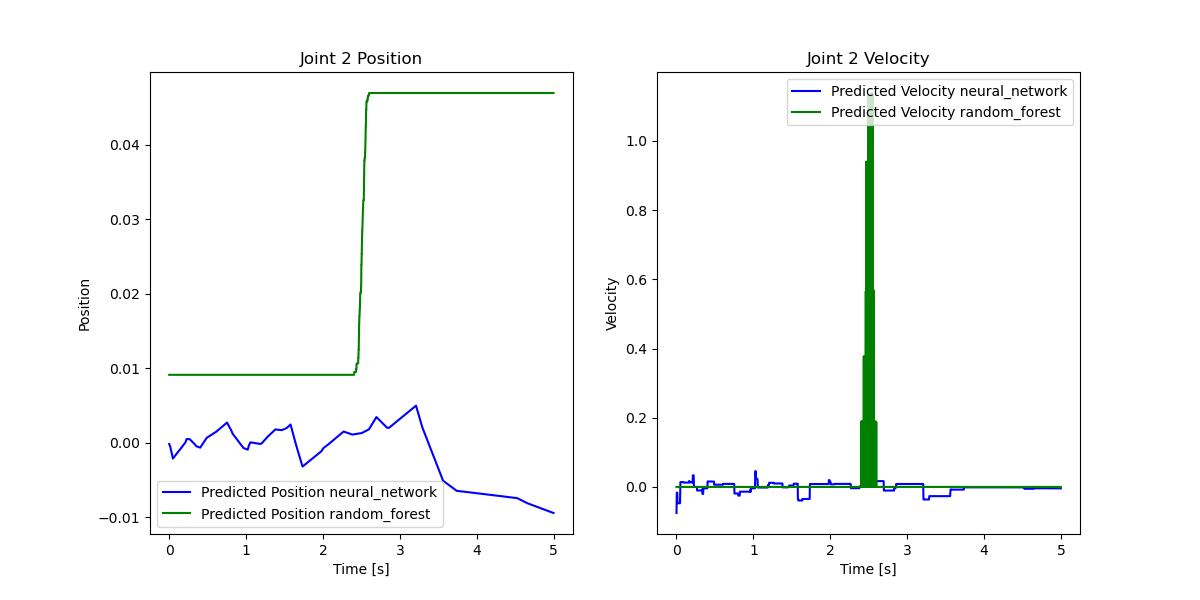 Joint 2 Position
Position
0.04
0.03
0.02
0.01
0.00
−0.01
Predicted Position neural_network
Predicted Position random_forest
0 1 2 3 4 5
Time [s]
Joint 2 Velocity
Velocity
1.0
0.8
0.6
0.4
0.2
0.0
Predicted Velocity neural_network
Predicted Velocity random_forest
0 1 2 3 4 5
Time [s]